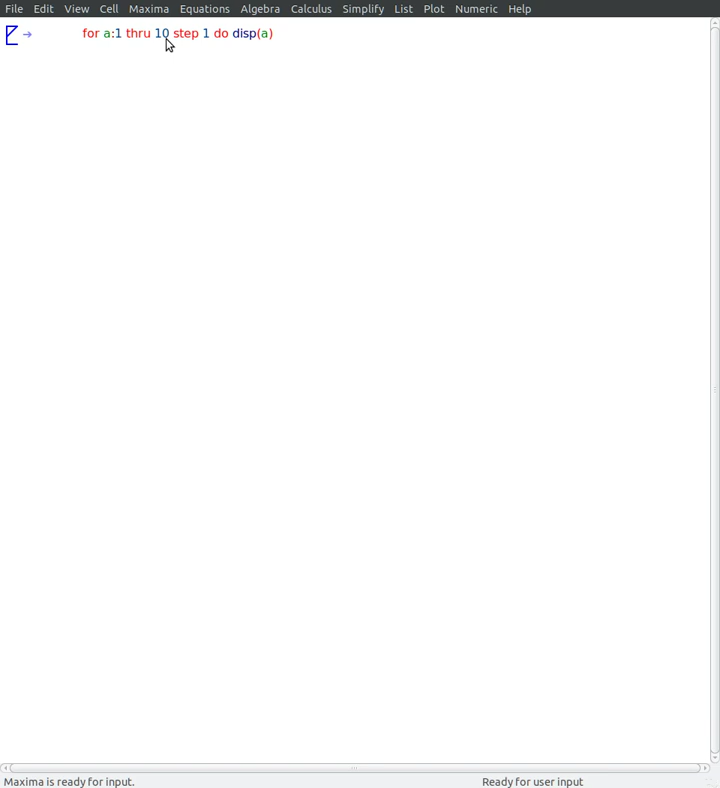 File Edit View Cell Maxima Equations Algebra Calculus Simplify List Plot Numeric Help
for a:1 thru 10 step 1 do disp(a)
Maxima is ready for input. Ready for user input